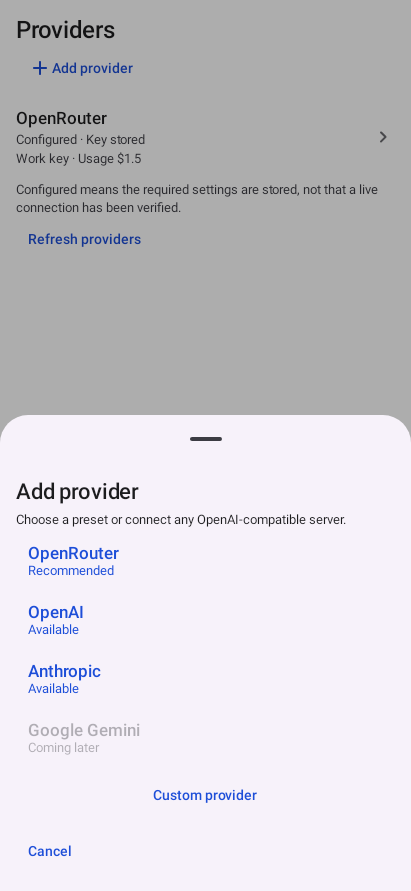 Providers
+ Add provider
OpenRouter
Configured · Key stored
Work key · Usage $1.5
Configured means the required settings are stored, not that a live
connection has been verified.
Refresh providers
Add provider
Choose a preset or connect any OpenAI-compatible server.
OpenRouter
Recommended
OpenAI
Available
Anthropic
Available
Google Gemini
Coming later
Custom provider
Cancel